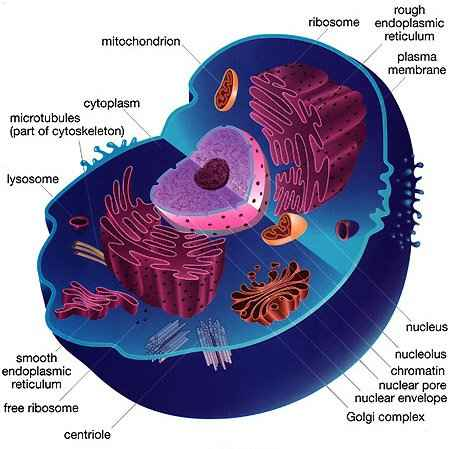 ribosome
rough
endoplasmic
reticulum
mitochondrion
plasma
membrane
cytoplasm
microtubules
(part of cytoskeleton)
lysosome
nucleus
nucleolus
chromatin
nuclear pore
nuclear envelope
Golgi complex
smooth
endoplasmic
reticulum
free ribosome
centriole